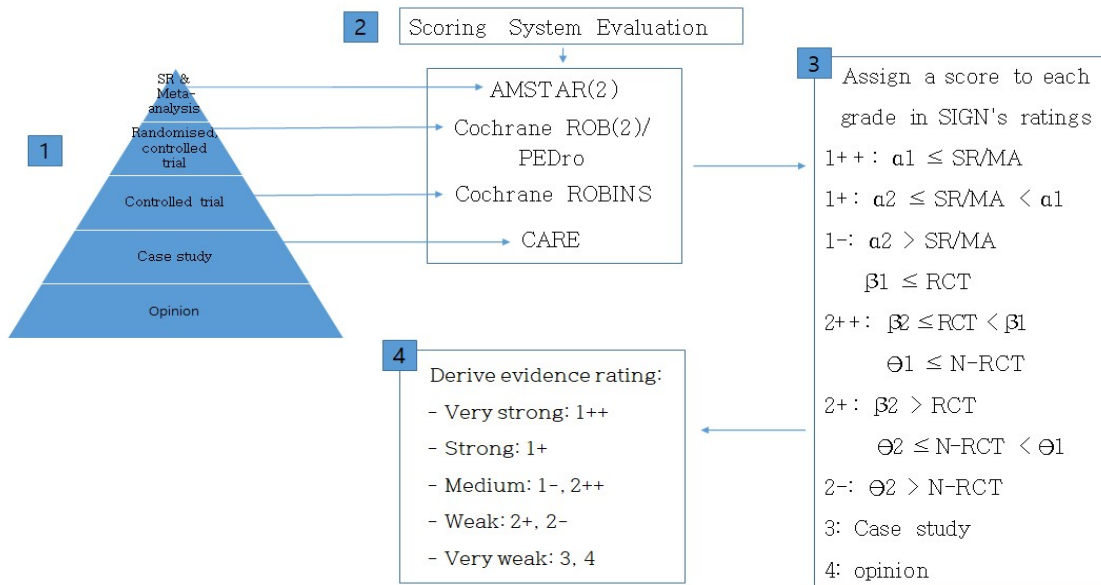 1
SR &
Meta-
analysis
Randomised,
controlled
trial
Controlled trial
Case study
Opinion
2
Scoring System Evaluation
AMSTAR(2)
Cochrane ROB(2)/
PEDro
Cochrane ROBINS
CARE
3
Assign a score to each
grade in SIGN's ratings
1++: α1 ≤ SR/MA
1+: α2 ≤ SR/MA < α1
1-: α2 > SR/MA
β1 ≤ RCT
2++: β2 ≤RCT < β1
Θ1 ≤ N-RCT
2+: β2 > RCT
Θ2 ≤ N-RCT < Θ1
2-: Θ2 > N-RCT
3: Case study
4: opinion
4
Derive evidence rating:
- Very strong: 1++
- Strong: 1+
- Medium: 1-, 2++
- Weak: 2+, 2-
- Very weak: 3, 4